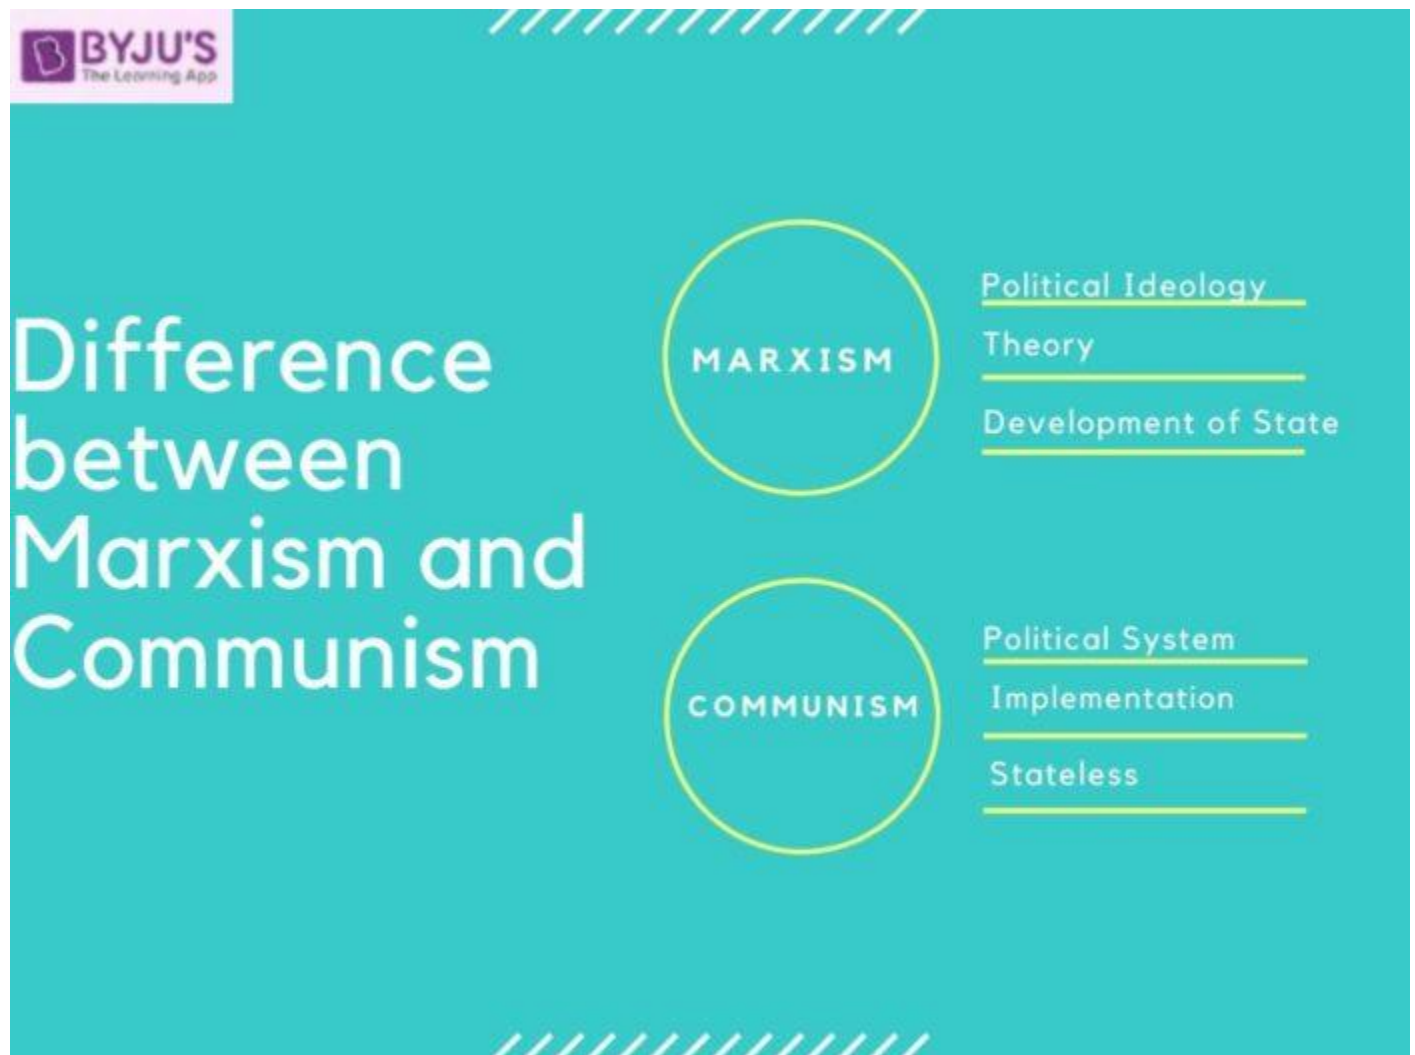 BYJU'S
The Learning App
Difference
between
Marxism and
Communism
MARXISM
Political Ideology
Theory
Development of State
COMMUNISM
Political System
Implementation
Stateless